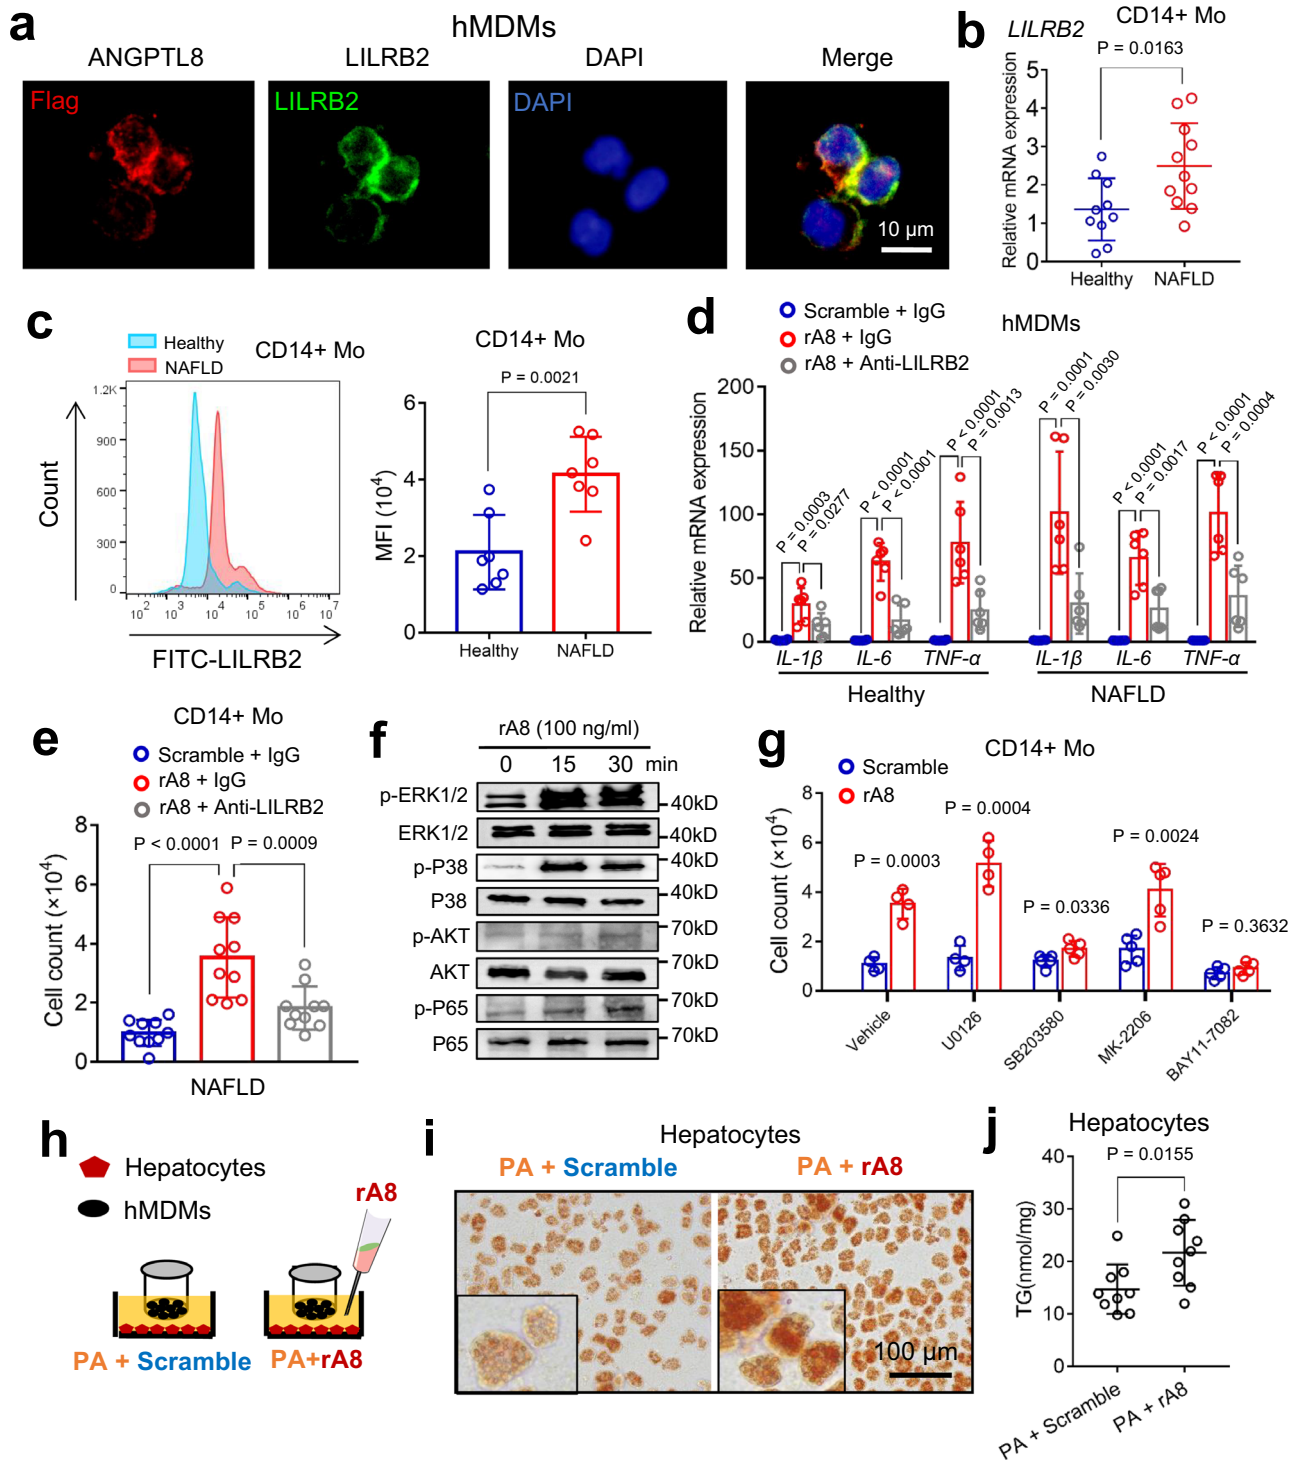 a
hMDMs
ANGPTL8 LILRB2 DAPI Merge
Flag LILRB2 DAPI
10 μm
b
LILRB2 CD14+ Mo
P = 0.0163
Relative mRNA expression
5
4
3
2
1
0
Healthy NAFLD
c
Healthy
NAFLD
CD14+ Mo
1.2K
900
600
300
0
Count
10² 10³ 10⁴ 10⁵ 10⁶ 10⁷
FITC-LILRB2
CD14+ Mo
P = 0.0021
MFI (10⁴)
6
4
2
0
Healthy NAFLD
d
Scramble + IgG
rA8 + IgG
rA8 + Anti-LILRB2
hMDMs
Relative mRNA expression
200
150
100
50
0
P = 0.0003
P = 0.0277
P < 0.0001
P < 0.0001
P < 0.0001
P = 0.0013
P = 0.0001
P = 0.0030
P < 0.0001
P = 0.0017
P < 0.0001
P = 0.0004
IL-1β IL-6 TNF-α IL-1β IL-6 TNF-α
Healthy NAFLD
e
CD14+ Mo
Scramble + IgG
rA8 + IgG
rA8 + Anti-LILRB2
P < 0.0001 P = 0.0009
Cell count (×10⁴)
8
6
4
2
0
NAFLD
f
rA8 (100 ng/ml)
0 15 30 min
p-ERK1/2 40kD
ERK1/2 40kD
p-P38 40kD
P38 40kD
p-AKT 70kD
AKT 70kD
p-P65 70kD
P65 70kD
g
CD14+ Mo
Scramble
rA8
Cell count (×10⁴)
8
6
4
2
0
P = 0.0003
P = 0.0004
P = 0.0336
P = 0.0024
P = 0.3632
Vehicle
U0126
SB203580
MK-2206
BAY11-7082
h
Hepatocytes
hMDMs
rA8
PA + Scramble PA+rA8
i
Hepatocytes
PA + Scramble PA + rA8
100 μm
j
Hepatocytes
P = 0.0155
TG(nmol/mg)
40
30
20
10
0
PA + Scramble
PA + rA8